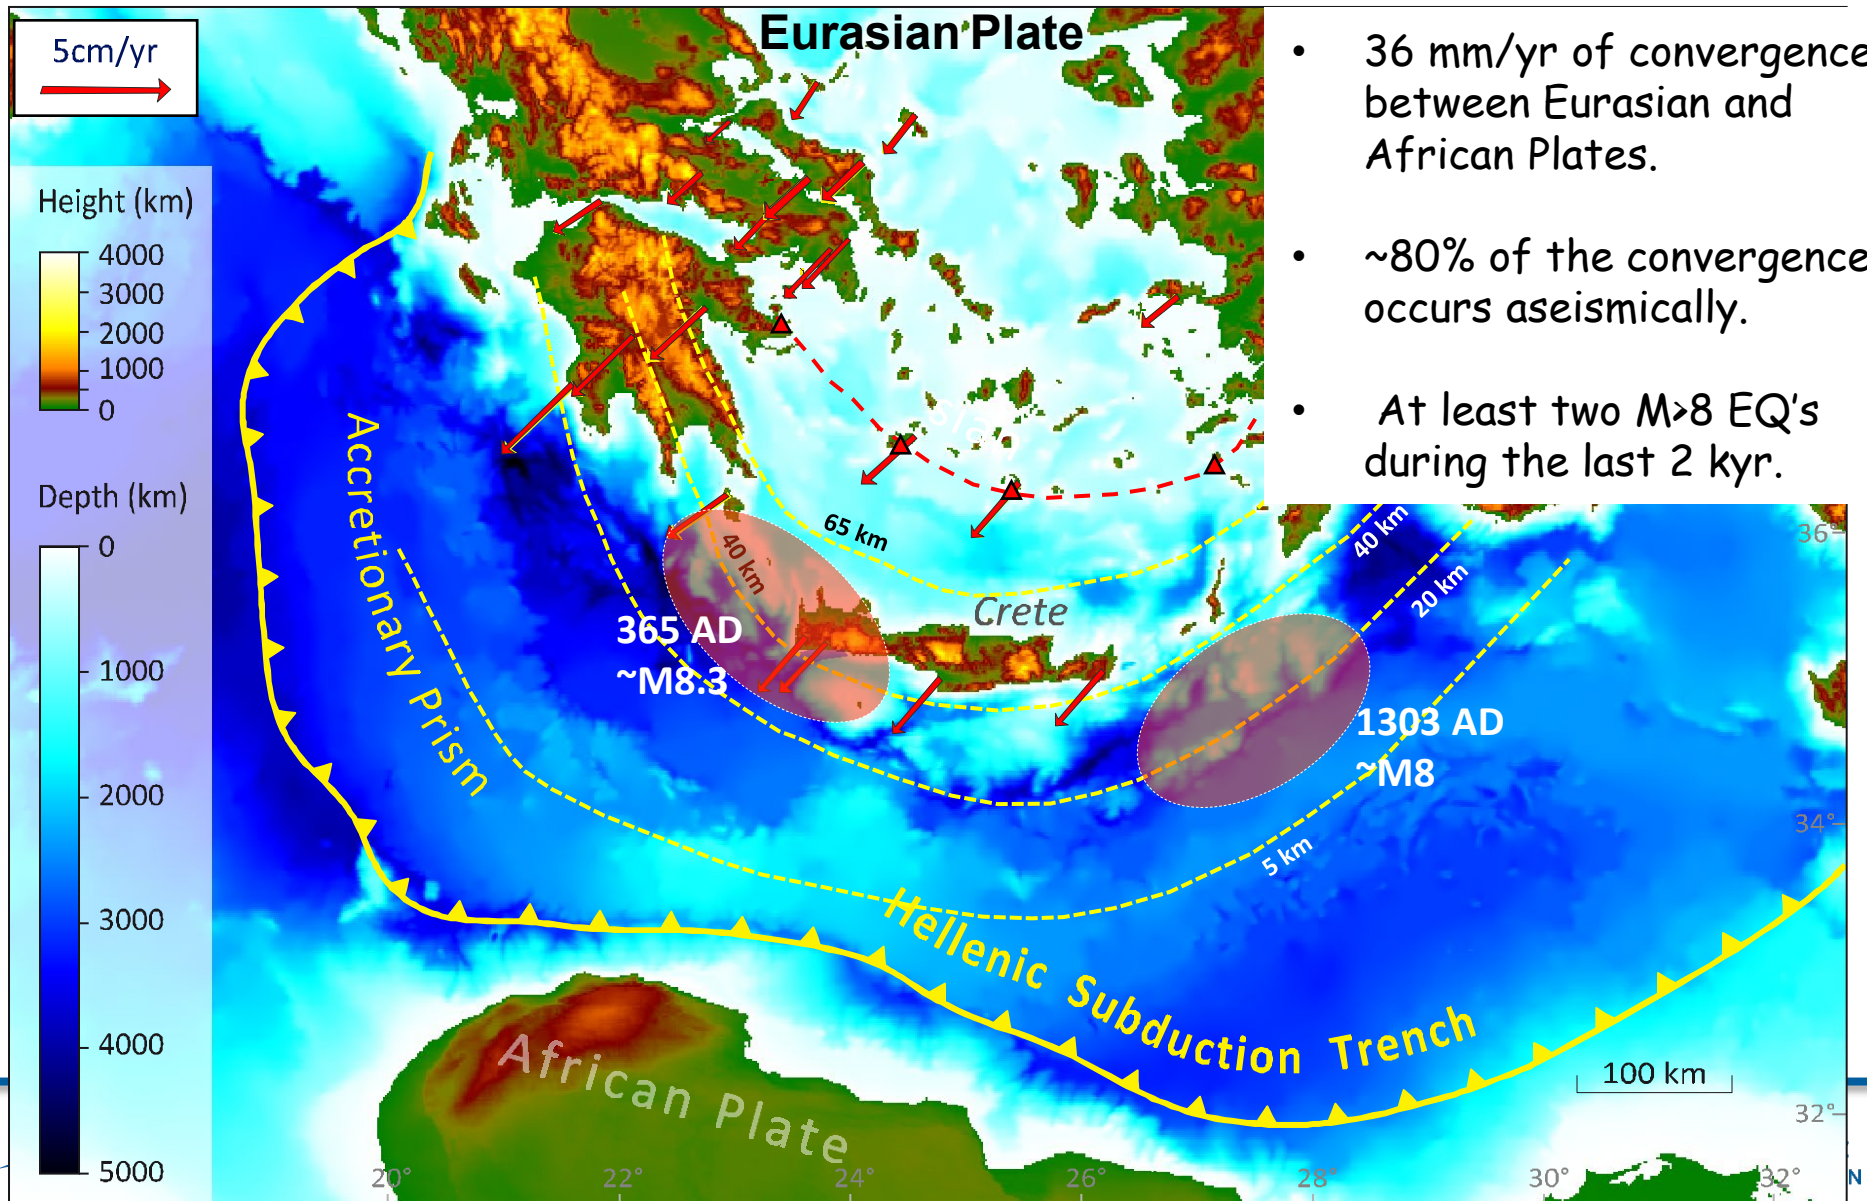 5cm/yr
Eurasian Plate
• 36 mm/yr of convergence
between Eurasian and
African Plates.
• ~80% of the convergence
occurs aseismically.
• At least two M>8 EQ's
during the last 2 kyr.
Height (km)
4000
3000
2000
1000
0
Depth (km)
0
1000
2000
3000
4000
5000
Accretionary Prism
65 km
40 km
40 km
20 km
5 km
Crete
365 AD
~M8.3
1303 AD
~M8
Hellenic Subduction Trench
African Plate
100 km
36°
34°
32°
20°
22°
24°
26°
28°
30°
32°
N